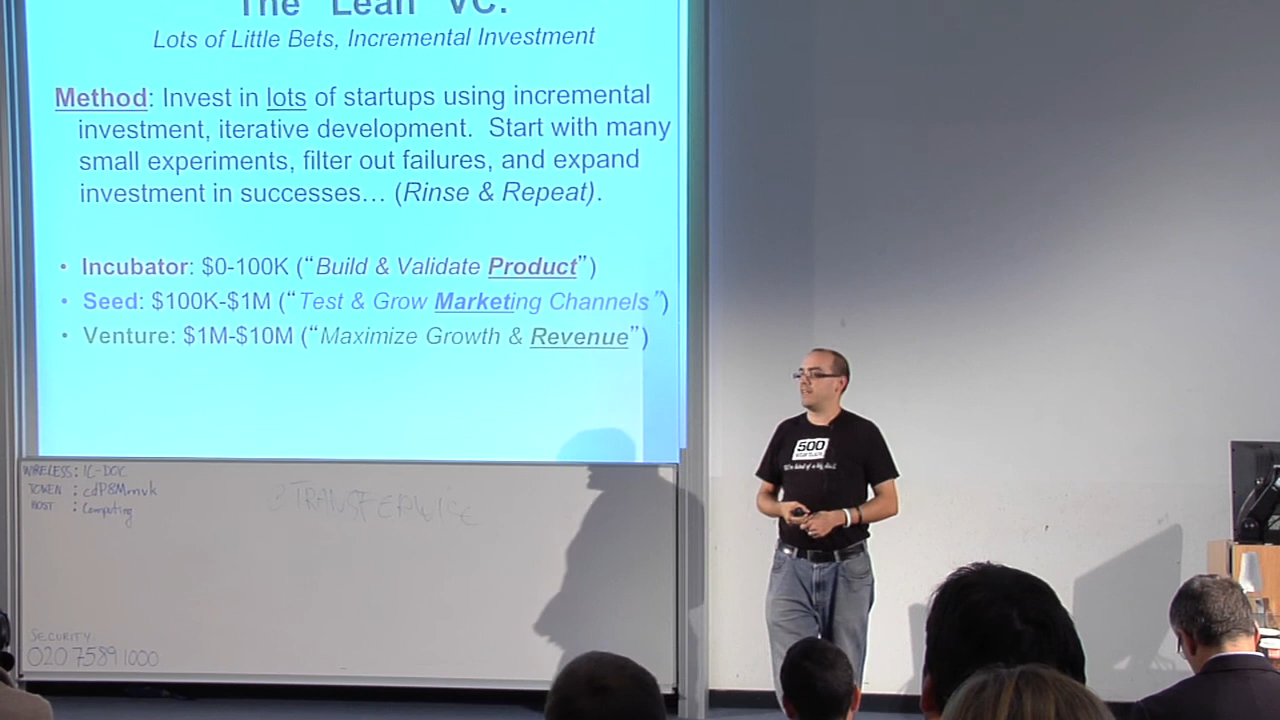 The "Lean" VC:
Lots of Little Bets, Incremental Investment
Method: Invest in lots of startups using incremental
investment, iterative development. Start with many
small experiments, filter out failures, and expand
investment in successes… (Rinse & Repeat).
• Incubator: $0-100K (“Build & Validate Product”)
• Seed: $100K-$1M (“Test & Grow Marketing Channels”)
• Venture: $1M-$10M (“Maximize Growth & Revenue”)
WIRELESS: IC-DOC
TOKEN : cdP8Mmvk
HOST : Computing
@TRANSFERWISE
SECURITY:
020 7589 1000
500
startups